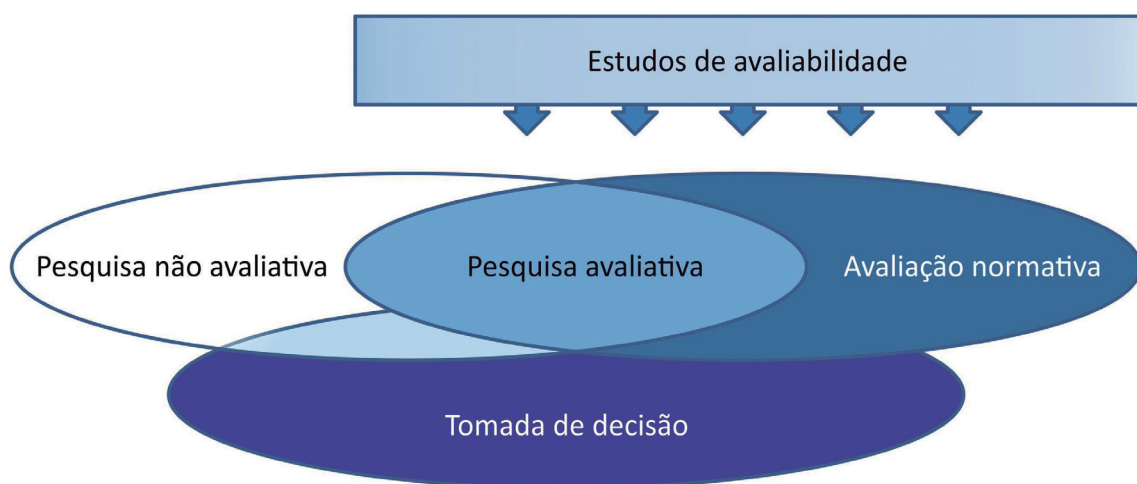 Estudos de avaliabilidade
Pesquisa não avaliativa
Pesquisa avaliativa
Avaliação normativa
Tomada de decisão